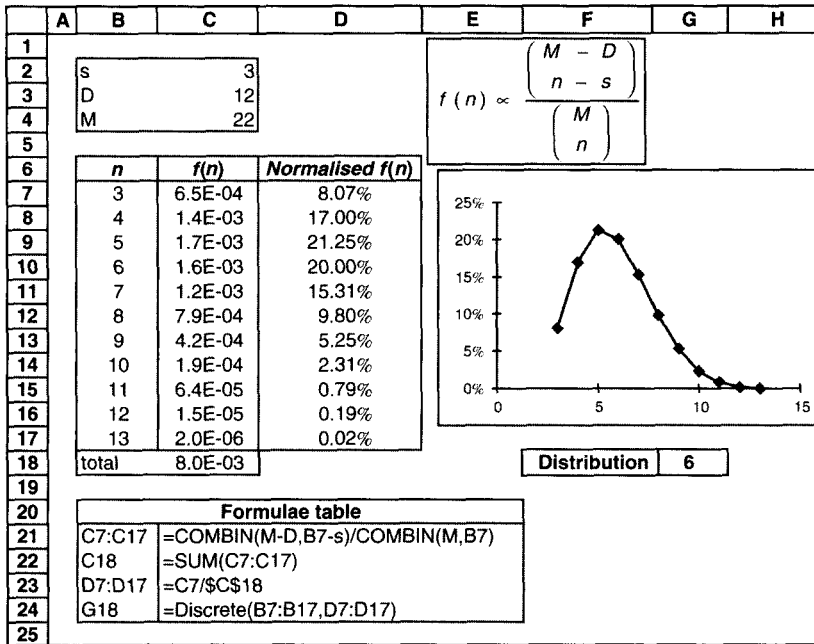 A B C D E F G H
1
2 s 3
3 D 12
4 M 22
5
f ( n ) ∝
M − D
n − s
M
n
6 n f(n) Normalised f(n)
7 3 6.5E-04 8.07%
8 4 1.4E-03 17.00%
9 5 1.7E-03 21.25%
10 6 1.6E-03 20.00%
11 7 1.2E-03 15.31%
12 8 7.9E-04 9.80%
13 9 4.2E-04 5.25%
14 10 1.9E-04 2.31%
15 11 6.4E-05 0.79%
16 12 1.5E-05 0.19%
17 13 2.0E-06 0.02%
25%
20%
15%
10%
5%
0%
0 5 10 15
18 total 8.0E-03 Distribution 6
19
20 Formulae table
21 C7:C17 =COMBIN(M-D,B7-s)/COMBIN(M,B7)
22 C18 =SUM(C7:C17)
23 D7:D17 =C7/$C$18
24 G18 =Discrete(B7:B17,D7:D17)
25